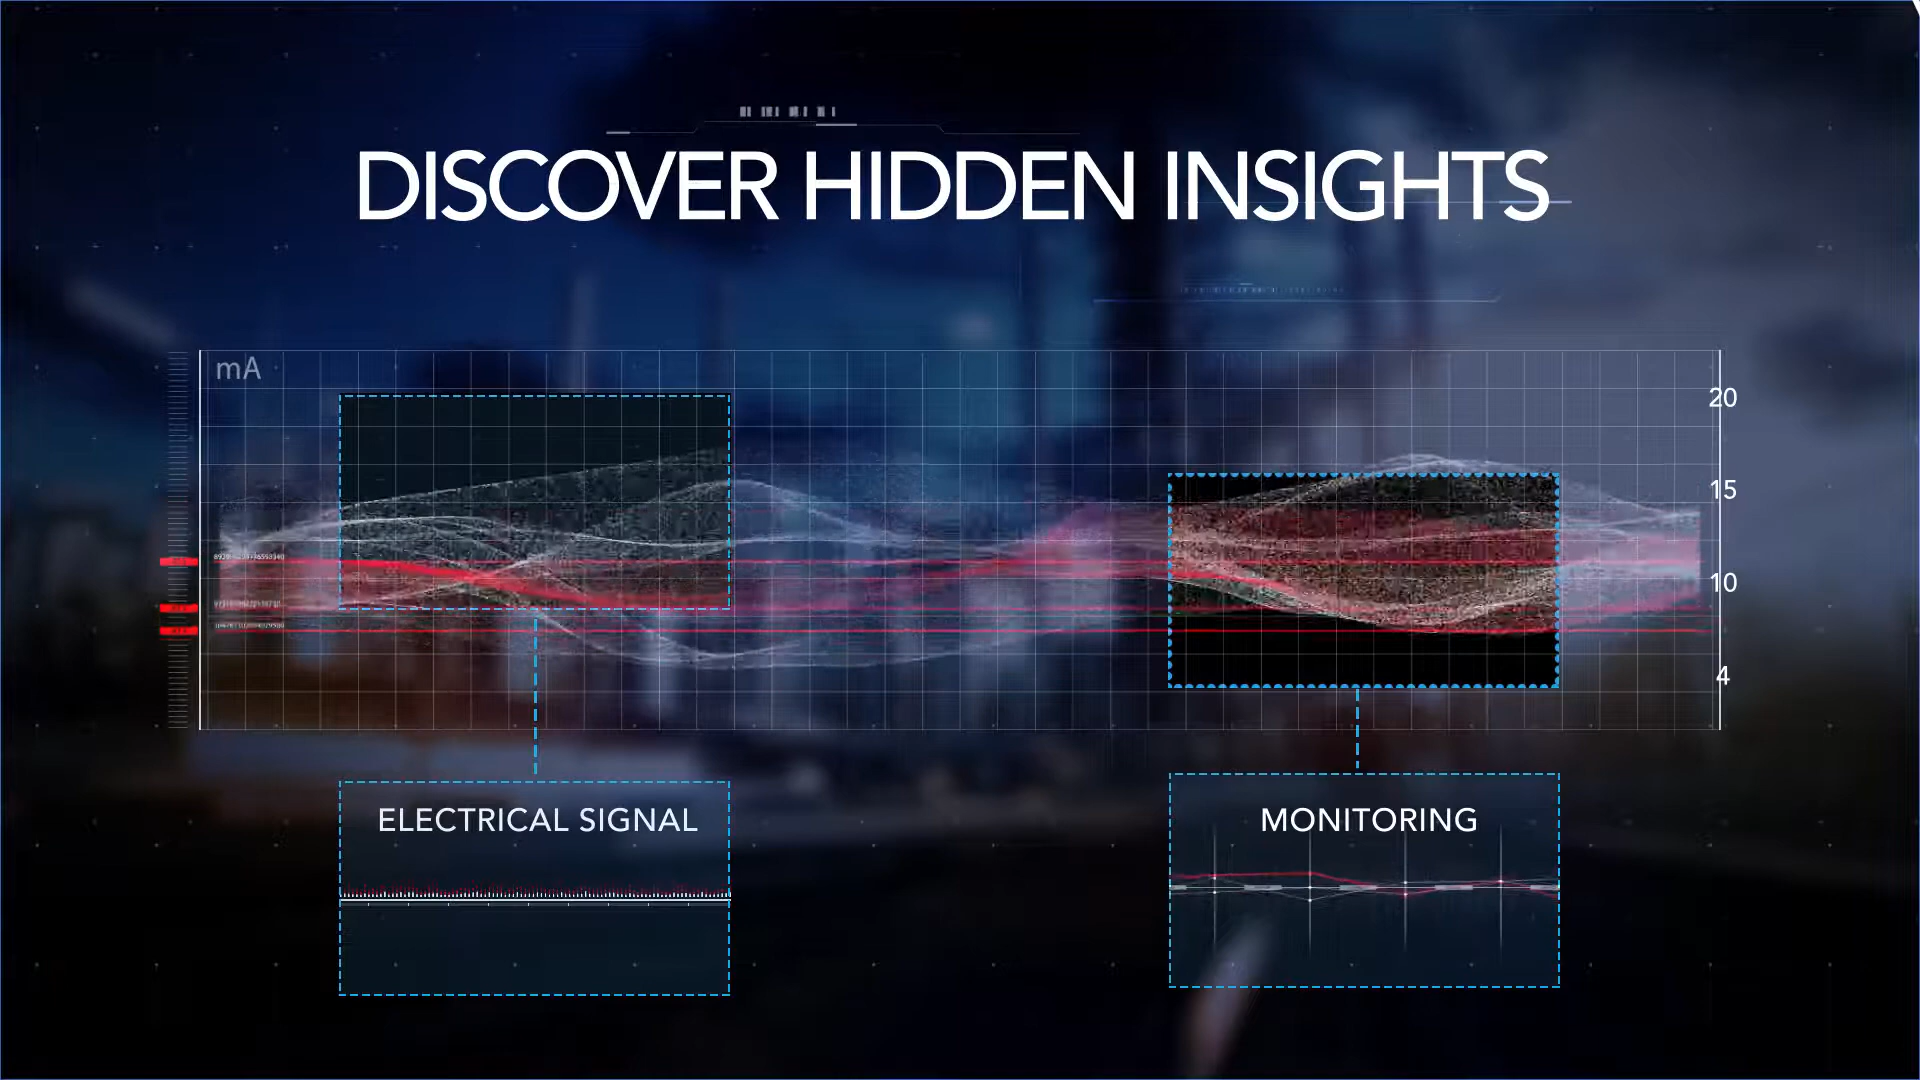 DISCOVER HIDDEN INSIGHTS
mA
20
15
10
4
ELECTRICAL SIGNAL
MONITORING